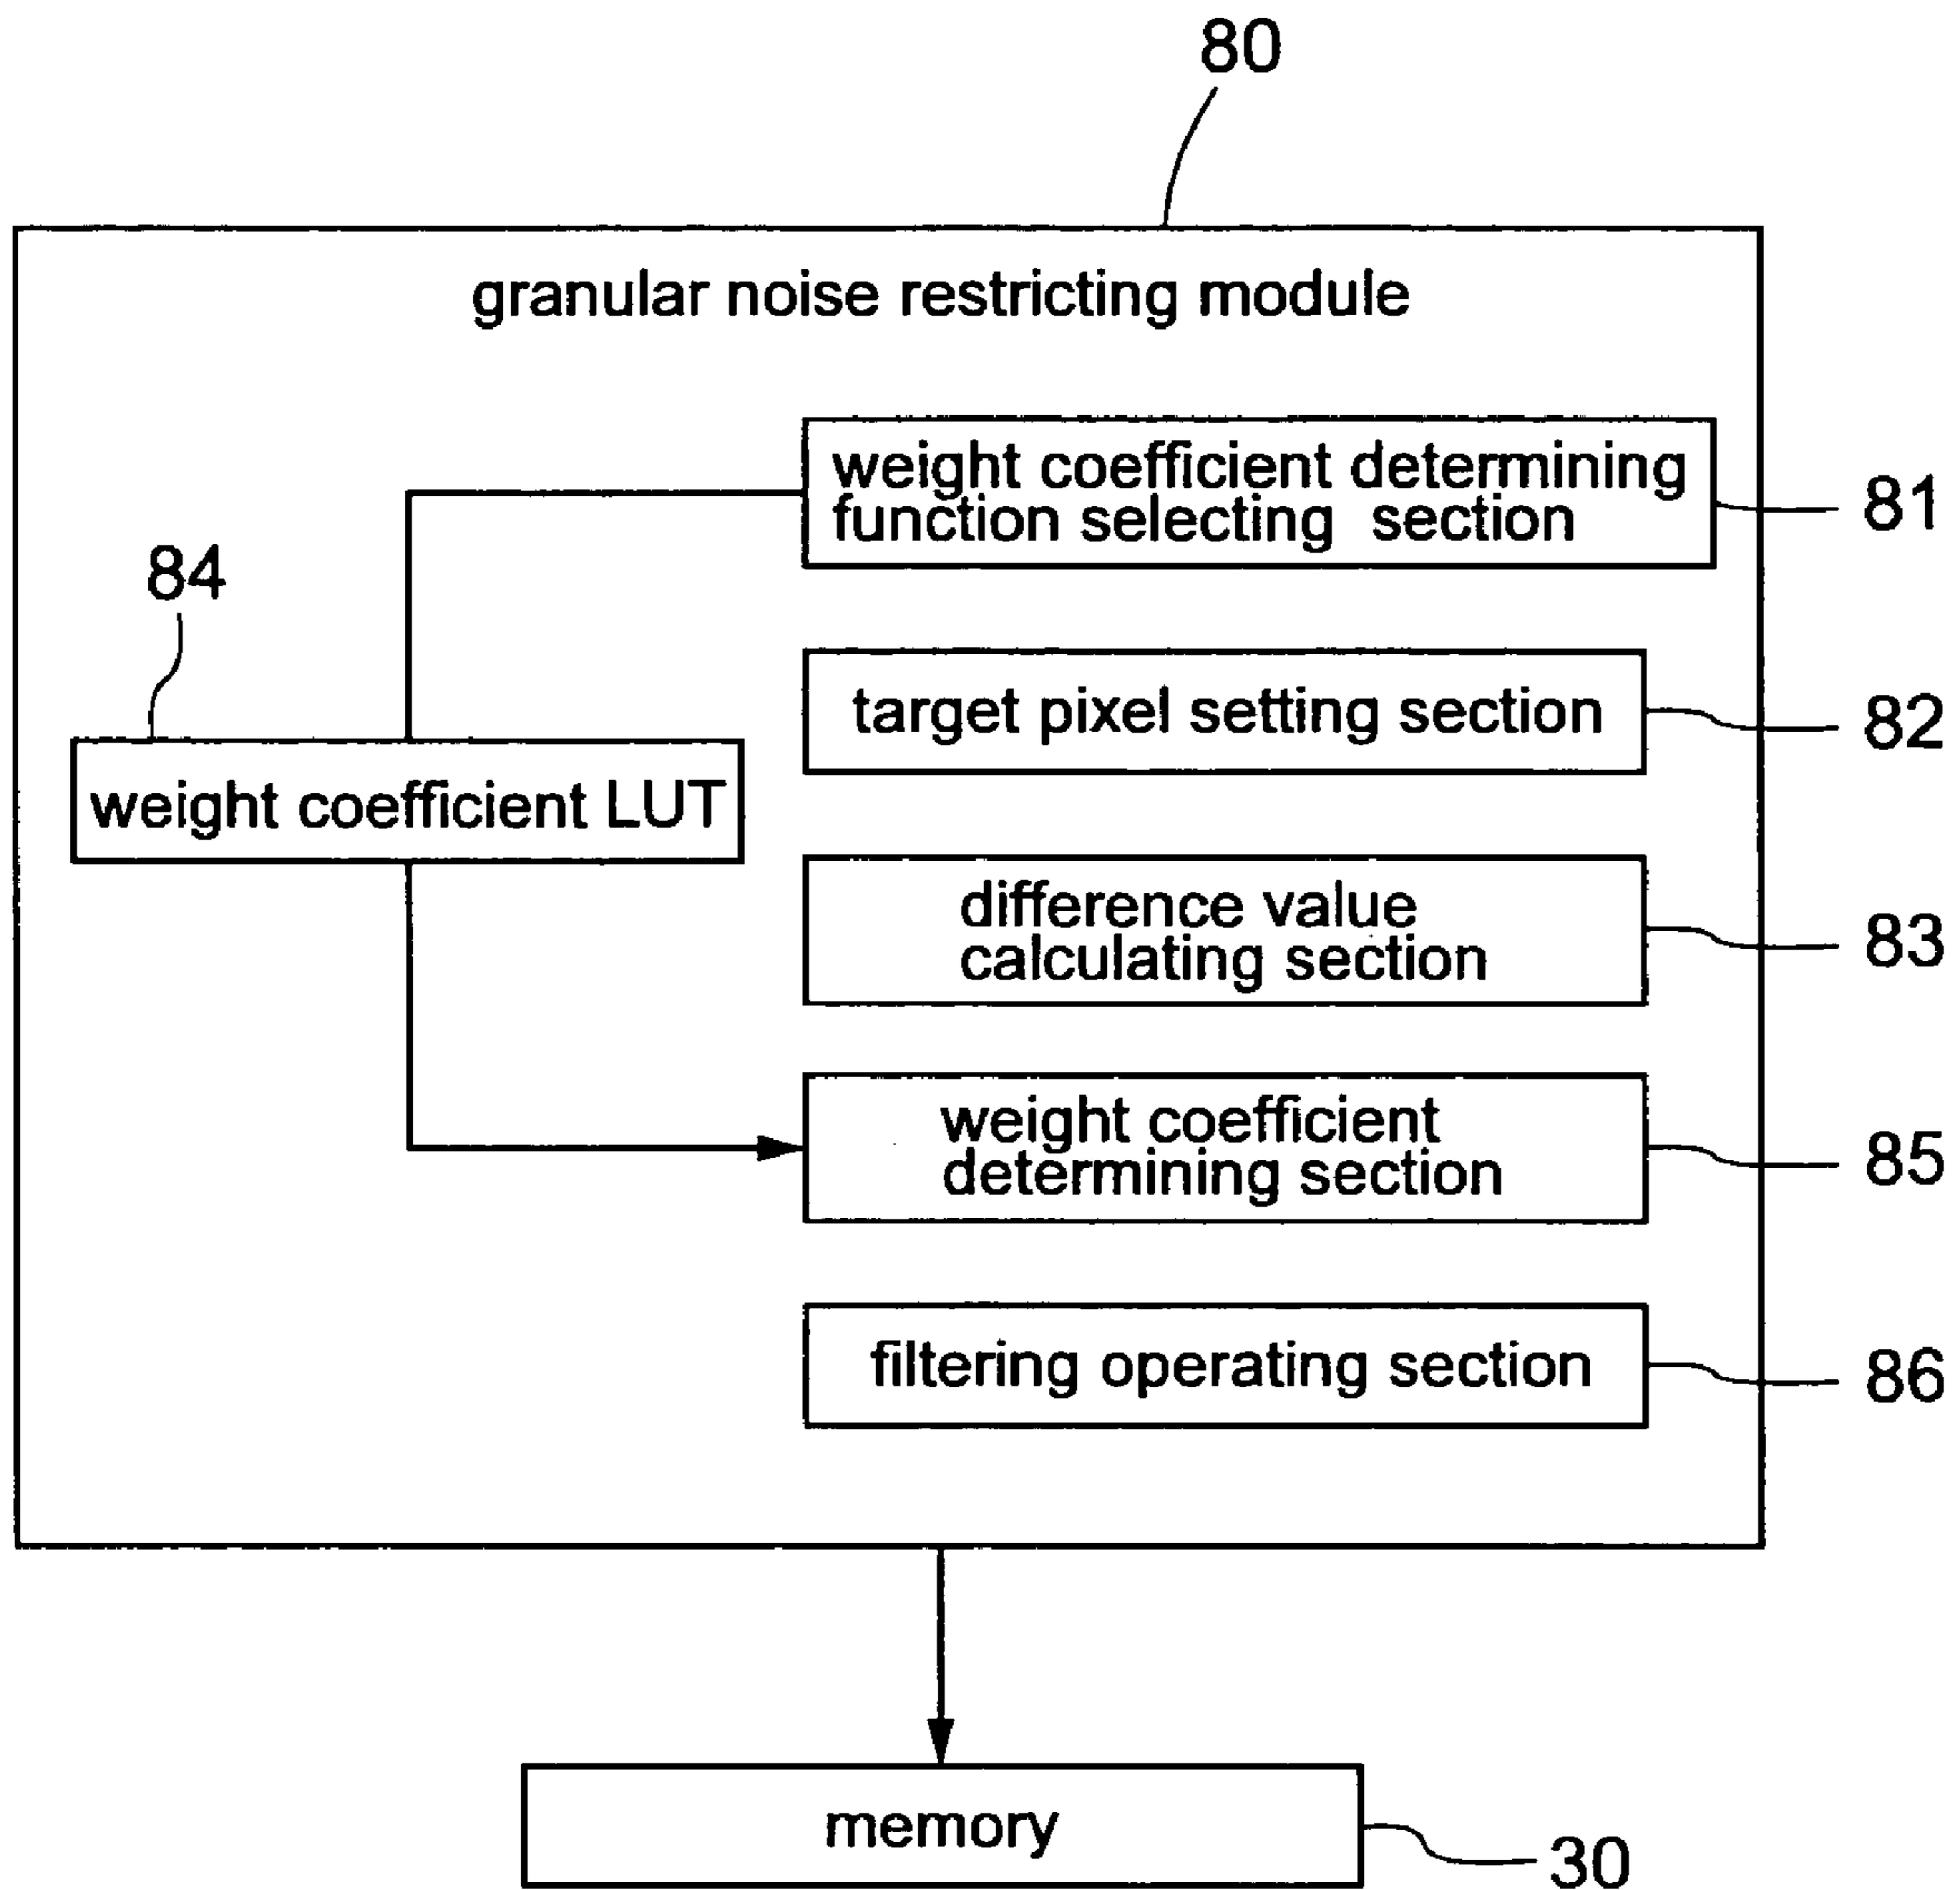 80
granular noise restricting module
weight coefficient determining
function selecting section
81
84
target pixel setting section
82
weight coefficient LUT
difference value
calculating section
83
weight coefficient
determining section
85
filtering operating section
86
memory
30